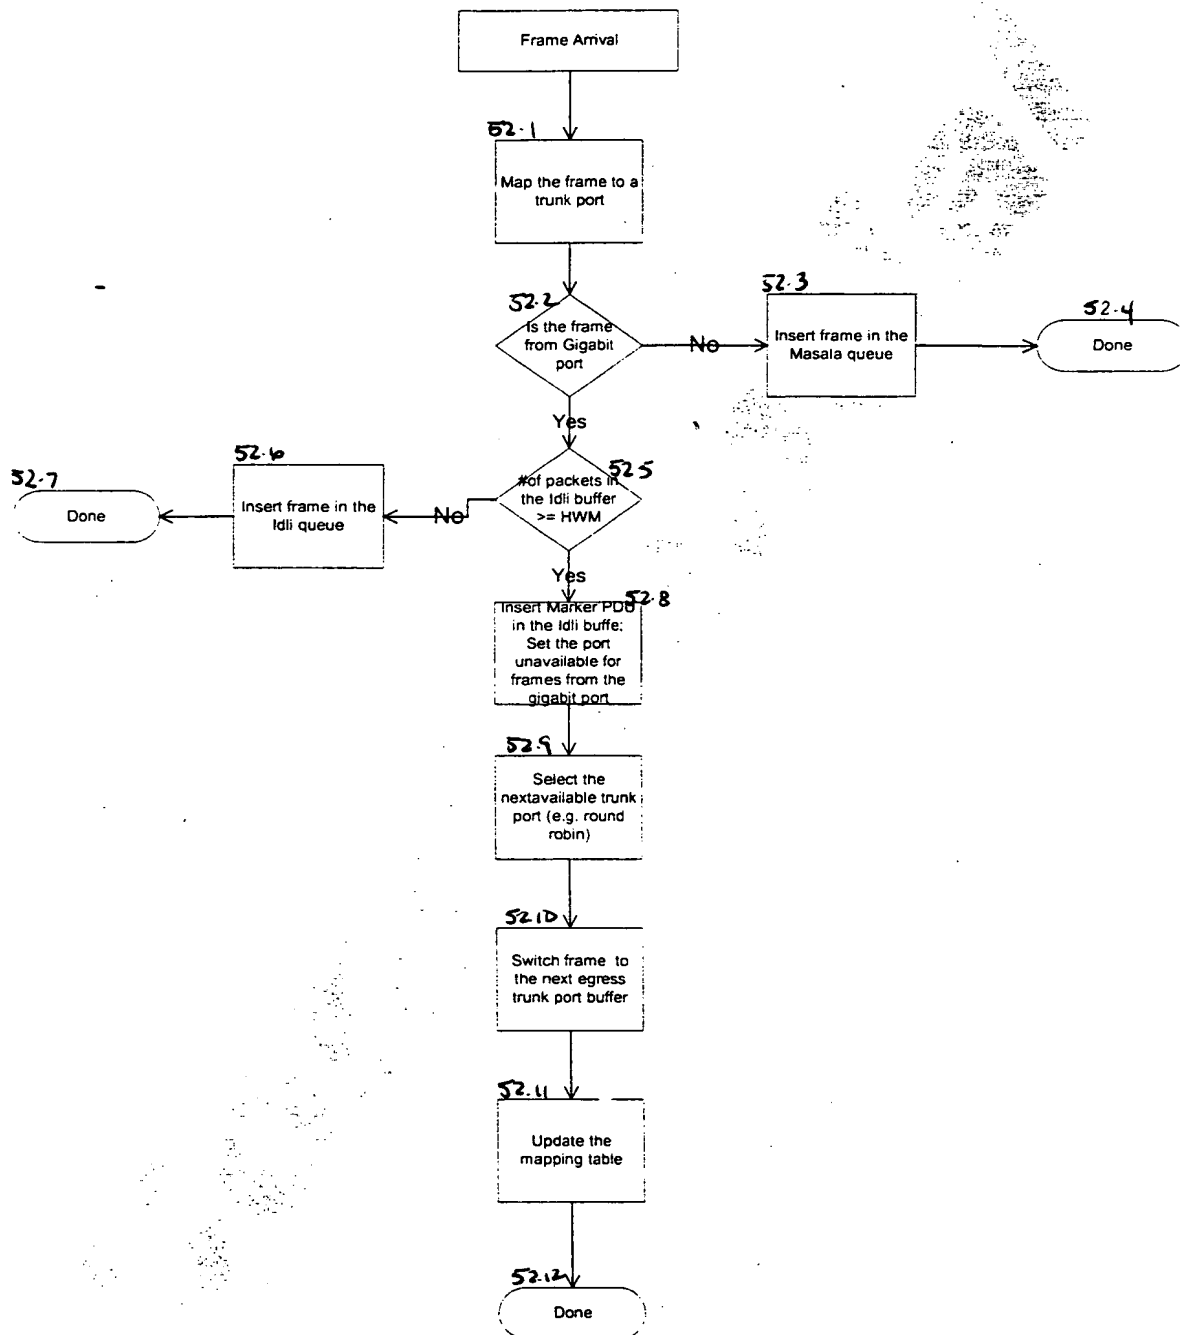 Frame Arrival
52.1
Map the frame to a
trunk port
52.2
Is the frame
from Gigabit
port
No
52.3
Insert frame in the
Masala queue
52.4
Done
Yes
52.5
#of packets in
the Idli buffer
>= HWM
No
52.6
Insert frame in the
Idli queue
52.7
Done
Yes
52.8
Insert Marker PDU
in the Idli buffe;
Set the port
unavailable for
frames from the
gigabit port
52.9
Select the
nextavailable trunk
port (e.g. round
robin)
52.10
Switch frame to
the next egress
trunk port buffer
52.11
Update the
mapping table
52.12
Done